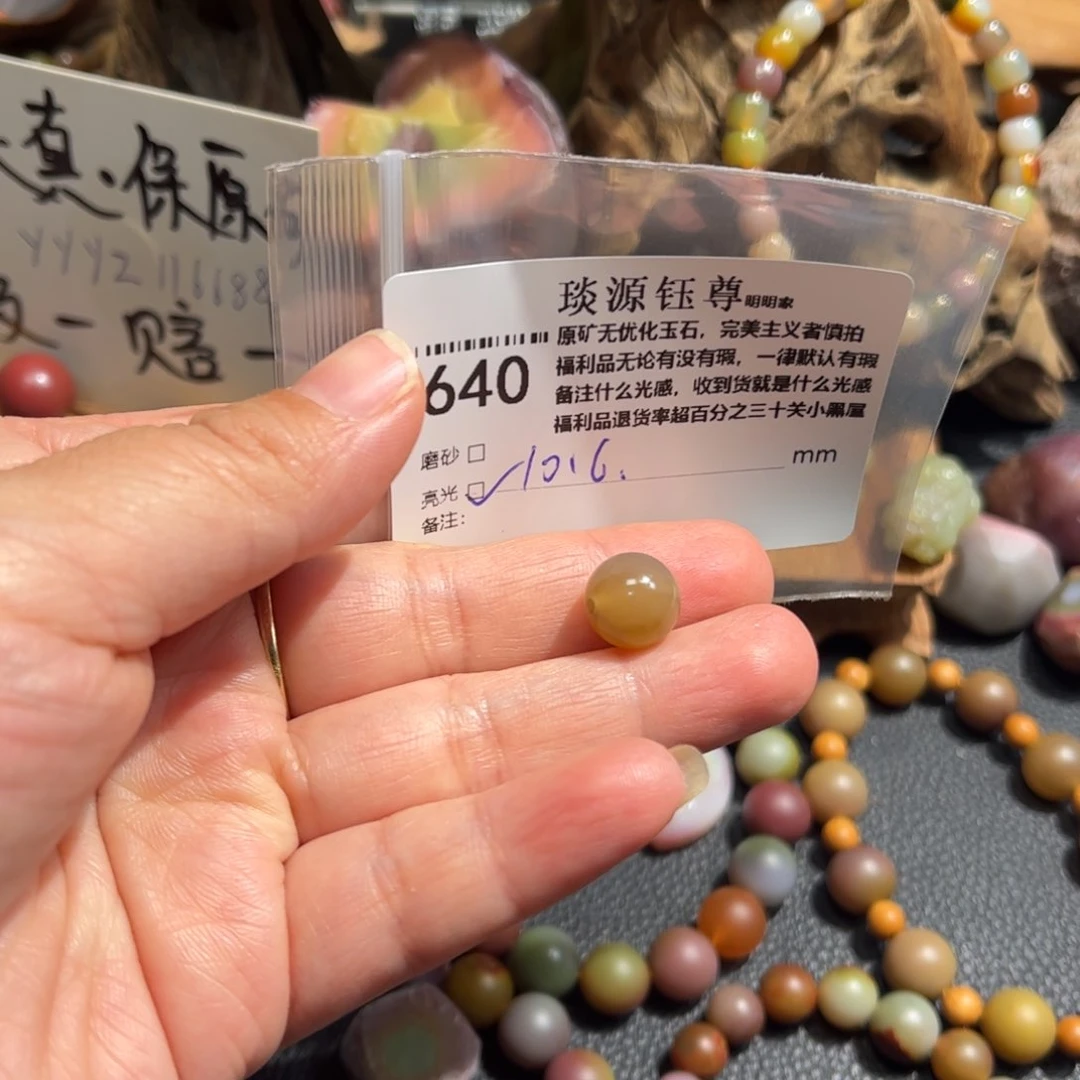 真·保原
YYYZ116688
一赔一
琰源钰尊明明家
640
原矿无优化玉石，完美主义者慎拍
福利品无论有没有瑕，一律默认有瑕
备注什么光感，收到货就是什么光感
福利品退货率超百分之三十关小黑屋
磨砂 □
亮光 □ ✓ 10.6. mm
备注：